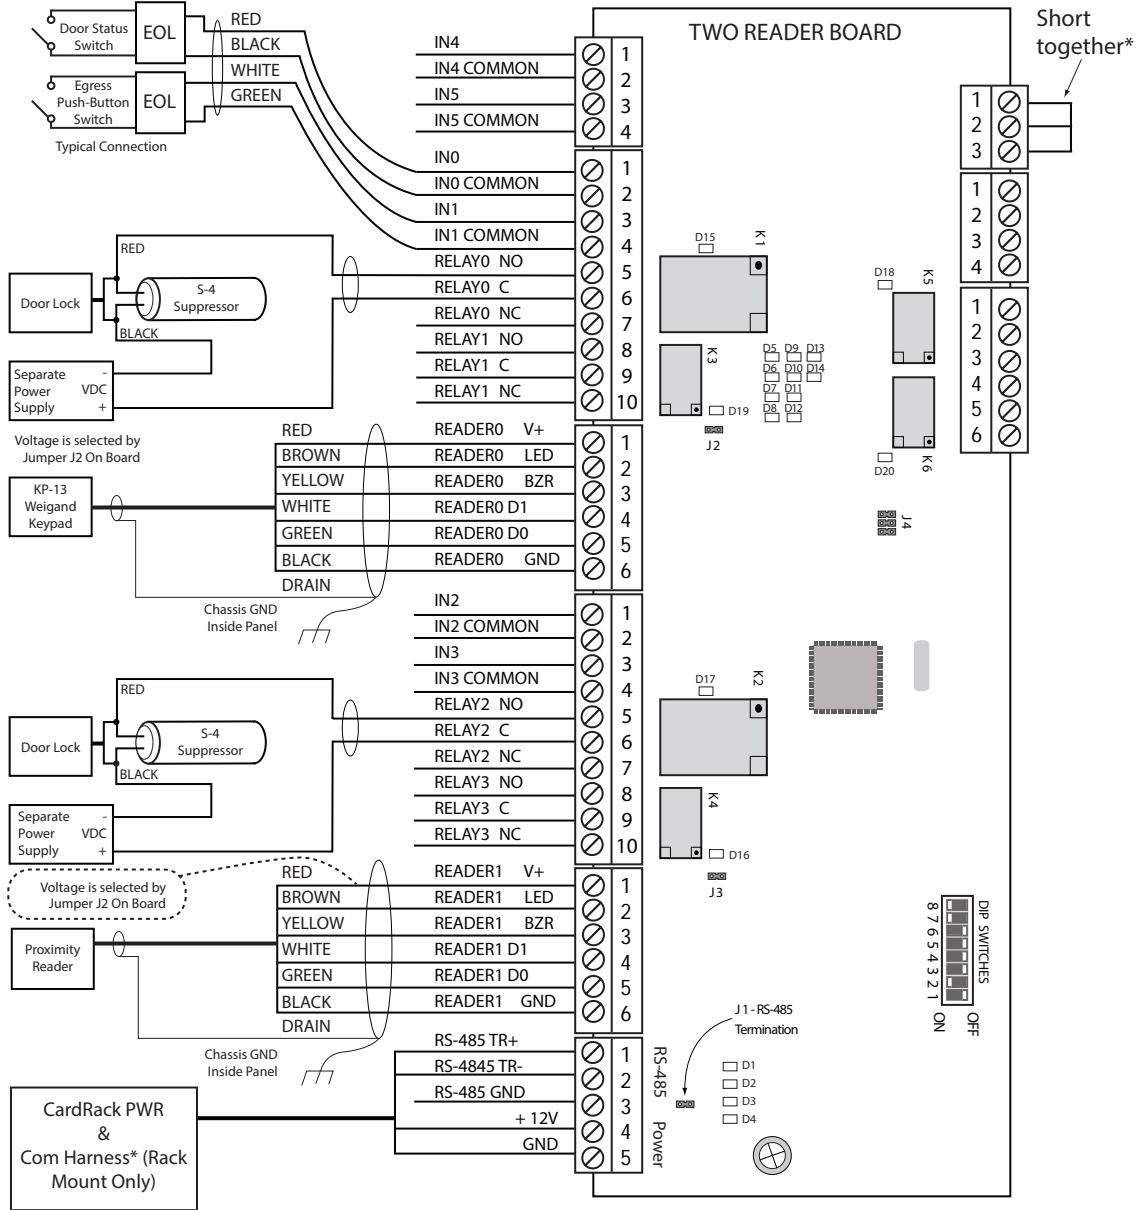 TWO READER BOARD
Short
together*
Door Status
Switch
EOL
RED
BLACK
Egress
Push-Button
Switch
EOL
WHITE
GREEN
Typical Connection
IN4
IN4 COMMON
IN5
IN5 COMMON
1
2
3
4
IN0
IN0 COMMON
IN1
IN1 COMMON
RELAY0 NO
RELAY0 C
RELAY0 NC
RELAY1 NO
RELAY1 C
RELAY1 NC
1
2
3
4
5
6
7
8
9
10
RED
Door Lock
S-4
Suppressor
BLACK
Separate
Power
Supply
-
VDC
+
Voltage is selected by
Jumper J2 On Board
KP-13
Weigand
Keypad
RED
BROWN
YELLOW
WHITE
GREEN
BLACK
DRAIN
READER0 V+
READER0 LED
READER0 BZR
READER0 D1
READER0 D0
READER0 GND
1
2
3
4
5
6
Chassis GND
Inside Panel
IN2
IN2 COMMON
IN3
IN3 COMMON
RELAY2 NO
RELAY2 C
RELAY2 NC
RELAY3 NO
RELAY3 C
RELAY3 NC
1
2
3
4
5
6
7
8
9
10
RED
Door Lock
S-4
Suppressor
BLACK
Separate
Power
Supply
-
VDC
+
Voltage is selected by
Jumper J2 On Board
Proximity
Reader
RED
BROWN
YELLOW
WHITE
GREEN
BLACK
DRAIN
READER1 V+
READER1 LED
READER1 BZR
READER1 D1
READER1 D0
READER1 GND
1
2
3
4
5
6
Chassis GND
Inside Panel
CardRack PWR
&
Com Harness* (Rack
Mount Only)
RS-485 TR+
RS-4845 TR-
RS-485 GND
+ 12V
GND
1
2
3
4
5
RS-485
Power
J1 - RS-485
Termination
D1
D2
D3
D4
D15
K1
K3
D19
J2
D5 D9 D13
D6 D10 D14
D7 D11
D8 D12
D18
K5
K6
D20
J4
D17
K2
K4
D16
J3
DIP SWITCHES
8 7 6 5 4 3 2 1
ON
OFF
1
2
3
1
2
3
4
1
2
3
4
5
6